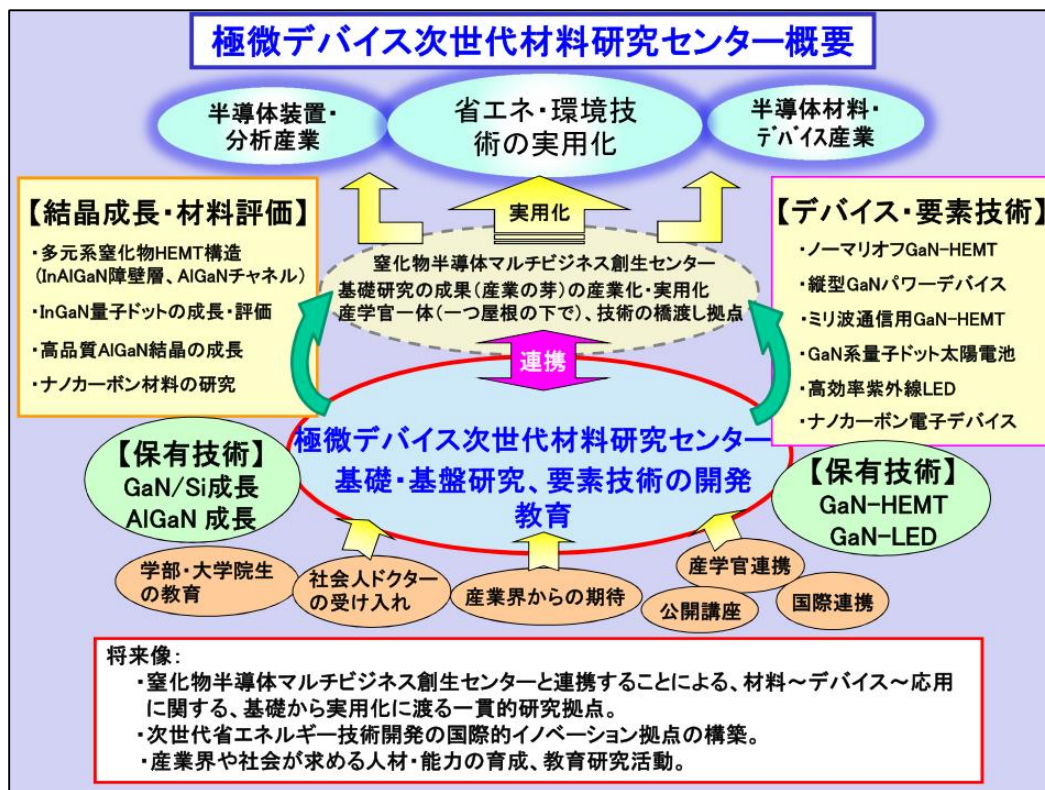 極微デバイス次世代材料研究センター概要
半導体装置・
分析産業
省エネ・環境技
術の実用化
半導体材料・
デバイス産業
実用化
【結晶成長・材料評価】
・多元系窒化物HEMT構造
(InAlGaN障壁層、AlGaNチャネル)
・InGaN量子ドットの成長・評価
・高品質AlGaN結晶の成長
・ナノカーボン材料の研究
窒化物半導体マルチビジネス創生センター
基礎研究の成果(産業の芽)の産業化・実用化
産学官一体(一つ屋根の下で)、技術の橋渡し拠点
【デバイス・要素技術】
・ノーマリオフGaN-HEMT
・縦型GaNパワーデバイス
・ミリ波通信用GaN-HEMT
・GaN系量子ドット太陽電池
・高効率紫外線LED
・ナノカーボン電子デバイス
連携
極微デバイス次世代材料研究センター
基礎・基盤研究、要素技術の開発
教育
【保有技術】
GaN/Si成長
AlGaN 成長
【保有技術】
GaN-HEMT
GaN-LED
学部・大学院生
の教育
社会人ドクター
の受け入れ
産業界からの期待
産学官連携
公開講座
国際連携
将来像:
・窒化物半導体マルチビジネス創生センターと連携することによる、材料~デバイス~応用
に関する、基礎から実用化に渡る一貫的研究拠点。
・次世代省エネルギー技術開発の国際的イノベーション拠点の構築。
・産業界や社会が求める人材・能力の育成、教育研究活動。